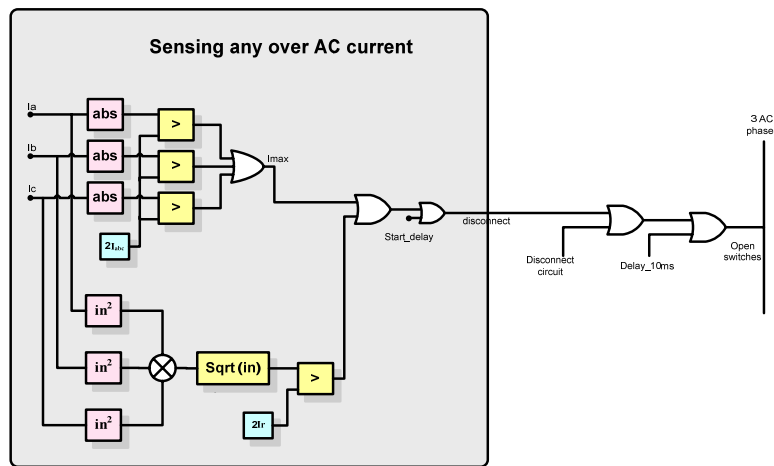 Sensing any over AC current
Ia
abs
>
Ib
abs
>
Imax
Ic
abs
>
2Iabc
Start_delay
disconnect
Disconnect
circuit
Delay_10ms
Open
switches
3 AC
phase
in²
in²
Sqrt (in)
>
2Ir
in²